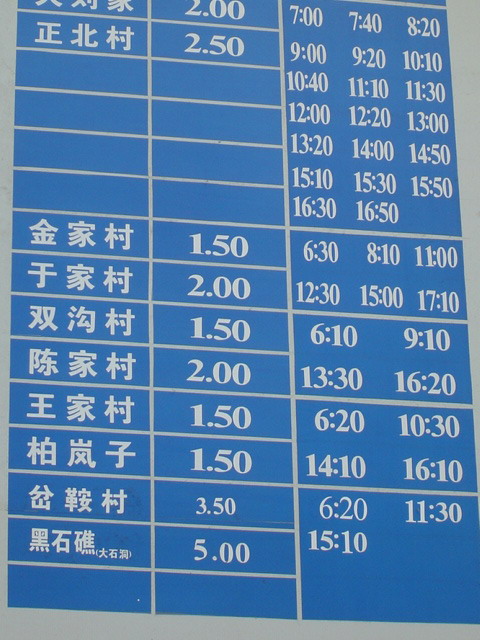 2.00 7:00 7:40 8:20
正北村 2.50
9:00 9:20 10:10
10:40 11:10 11:30
12:00 12:20 13:00
13:20 14:00 14:50
15:10 15:30 15:50
16:30 16:50
金家村 1.50 6:30 8:10 11:00
于家村 2.00 12:30 15:00 17:10
双沟村 1.50 6:10 9:10
陈家村 2.00 13:30 16:20
王家村 1.50 6:20 10:30
柏岚子 1.50 14:10 16:10
岔鞍村 3.50 6:20 11:30
黑石礁(大石洞) 5.00 15:10